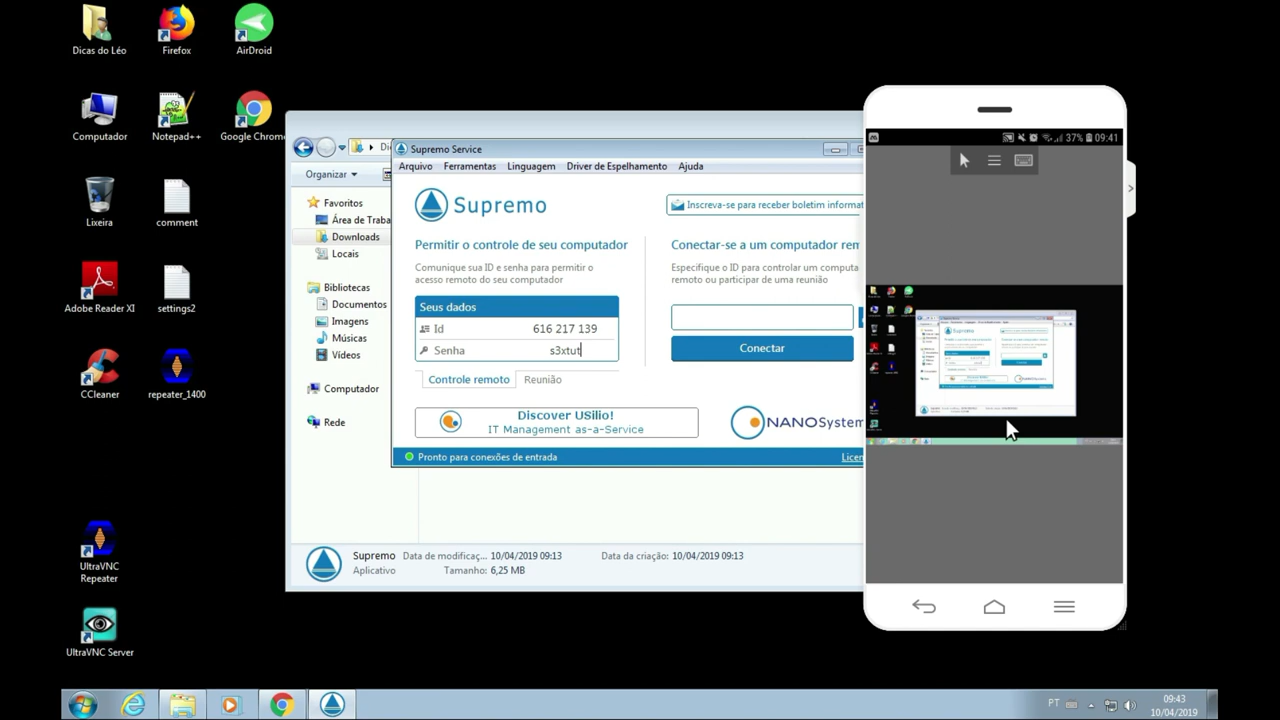 Dicas do Léo
Firefox
AirDroid
Computador
Notepad++
Google Chrome
Lixeira
comment
Adobe Reader XI
settings2
CCleaner
repeater_1400
UltraVNC
Repeater
UltraVNC Server
Organizar
Favoritos
Área de Traba
Downloads
Locais
Bibliotecas
Documentos
Imagens
Músicas
Vídeos
Computador
Rede
Supremo Service
Arquivo Ferramentas Linguagem Driver de Espelhamento Ajuda
Supremo
Inscreva-se para receber boletim informat
Permitir o controle de seu computador
Comunique sua ID e senha para permitir o
acesso remoto do seu computador
Seus dados
Id 616 217 139
Senha s3xtut
Controle remoto Reunião
Conectar-se a um computador rem
Especifique o ID para controlar um computa
remoto ou participar de uma reunião
Conectar
Discover USilio!
IT Management as-a-Service
NANOSystem
Pronto para conexões de entrada
Licen
Supremo Data de modificaç... 10/04/2019 09:13 Data da criação: 10/04/2019 09:13
Aplicativo Tamanho: 6,25 MB
37% 09:41
PT
09:43
10/04/2019